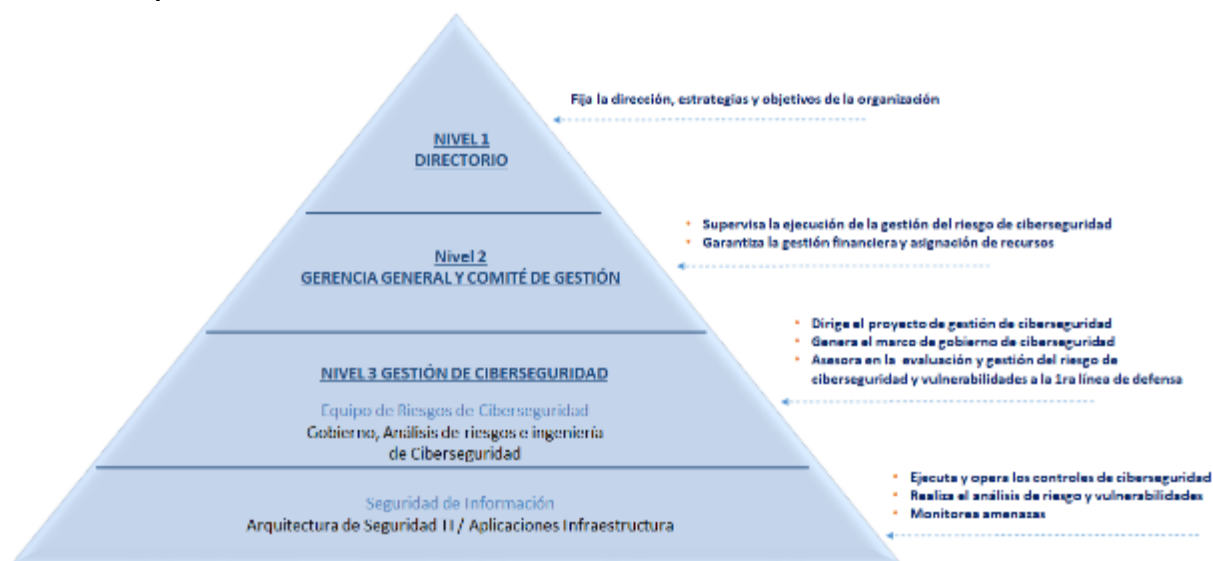 Fija la dirección, estrategias y objetivos de la organización
NIVEL 1
DIRECTORIO
• Supervisa la ejecución de la gestión del riesgo de ciberseguridad
• Garantiza la gestión financiera y asignación de recursos
Nivel 2
GERENCIA GENERAL Y COMITÉ DE GESTIÓN
• Dirige el proyecto de gestión de ciberseguridad
• Genera el marco de gobierno de ciberseguridad
• Asesora en la evaluación y gestión del riesgo de
ciberseguridad y vulnerabilidades a la 1ra línea de defensa
NIVEL 3 GESTIÓN DE CIBERSEGURIDAD
Equipo de Riesgos de Ciberseguridad
Gobierno, Análisis de riesgos e ingeniería
de Ciberseguridad
• Ejecuta y opera los controles de ciberseguridad
• Realiza el análisis de riesgo y vulnerabilidades
• Monitorea amenazas
Seguridad de Información
Arquitectura de Seguridad TI / Aplicaciones Infraestructura